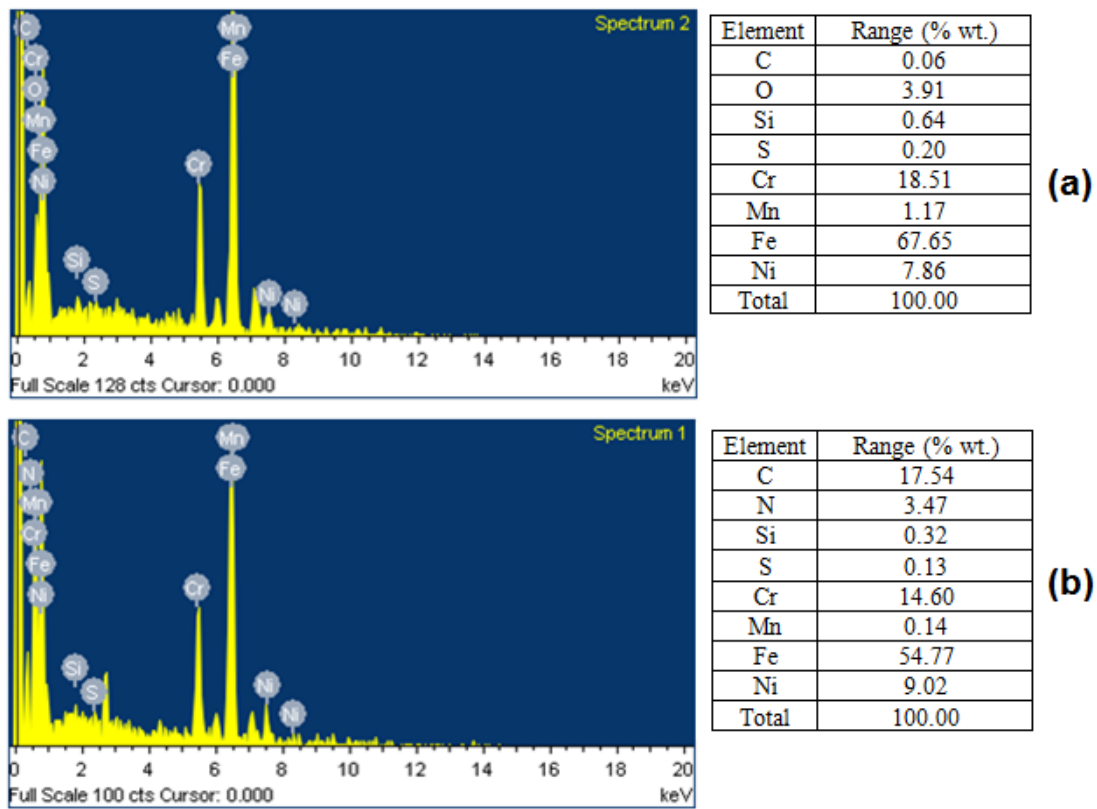 Spectrum 2
C
Mn
Cr
Fe
O
Mn
Fe
Cr
Ni
Si
S
Ni
Ni
0 2 4 6 8 10 12 14 16 18 20
Full Scale 128 cts Cursor: 0.000 keV
Element Range (% wt.)
C 0.06
O 3.91
Si 0.64
S 0.20
Cr 18.51
Mn 1.17
Fe 67.65
Ni 7.86
Total 100.00
(a)
Spectrum 1
C
Mn
N
Fe
Mn
Cr
Fe
Cr
Ni
Si
S
Ni
Ni
0 2 4 6 8 10 12 14 16 18 20
Full Scale 100 cts Cursor: 0.000 keV
Element Range (% wt.)
C 17.54
N 3.47
Si 0.32
S 0.13
Cr 14.60
Mn 0.14
Fe 54.77
Ni 9.02
Total 100.00
(b)